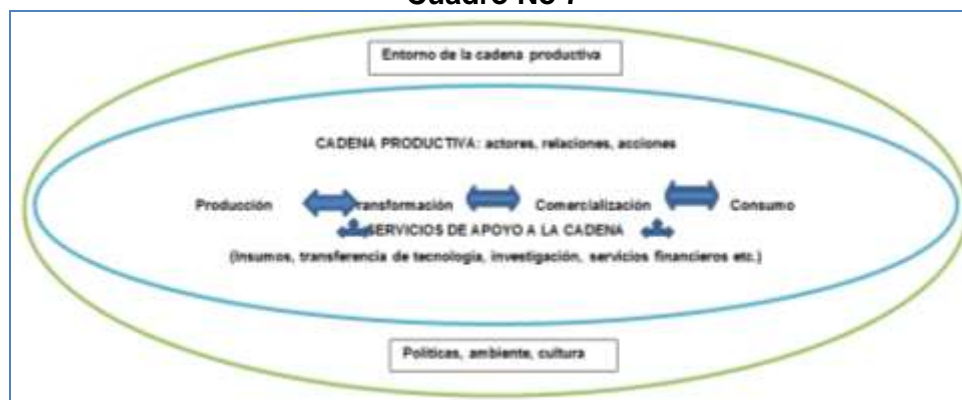 Cuadro No 7
Entorno de la cadena productiva
CADENA PRODUCTIVA: actores, relaciones, acciones
Producción ransformación Comercialización Consumo
SERVICIOS DE APOYO A LA CADENA
(Insumos, transferencia de tecnología, investigación, servicios financieros etc.)
Políticas, ambiente, cultura